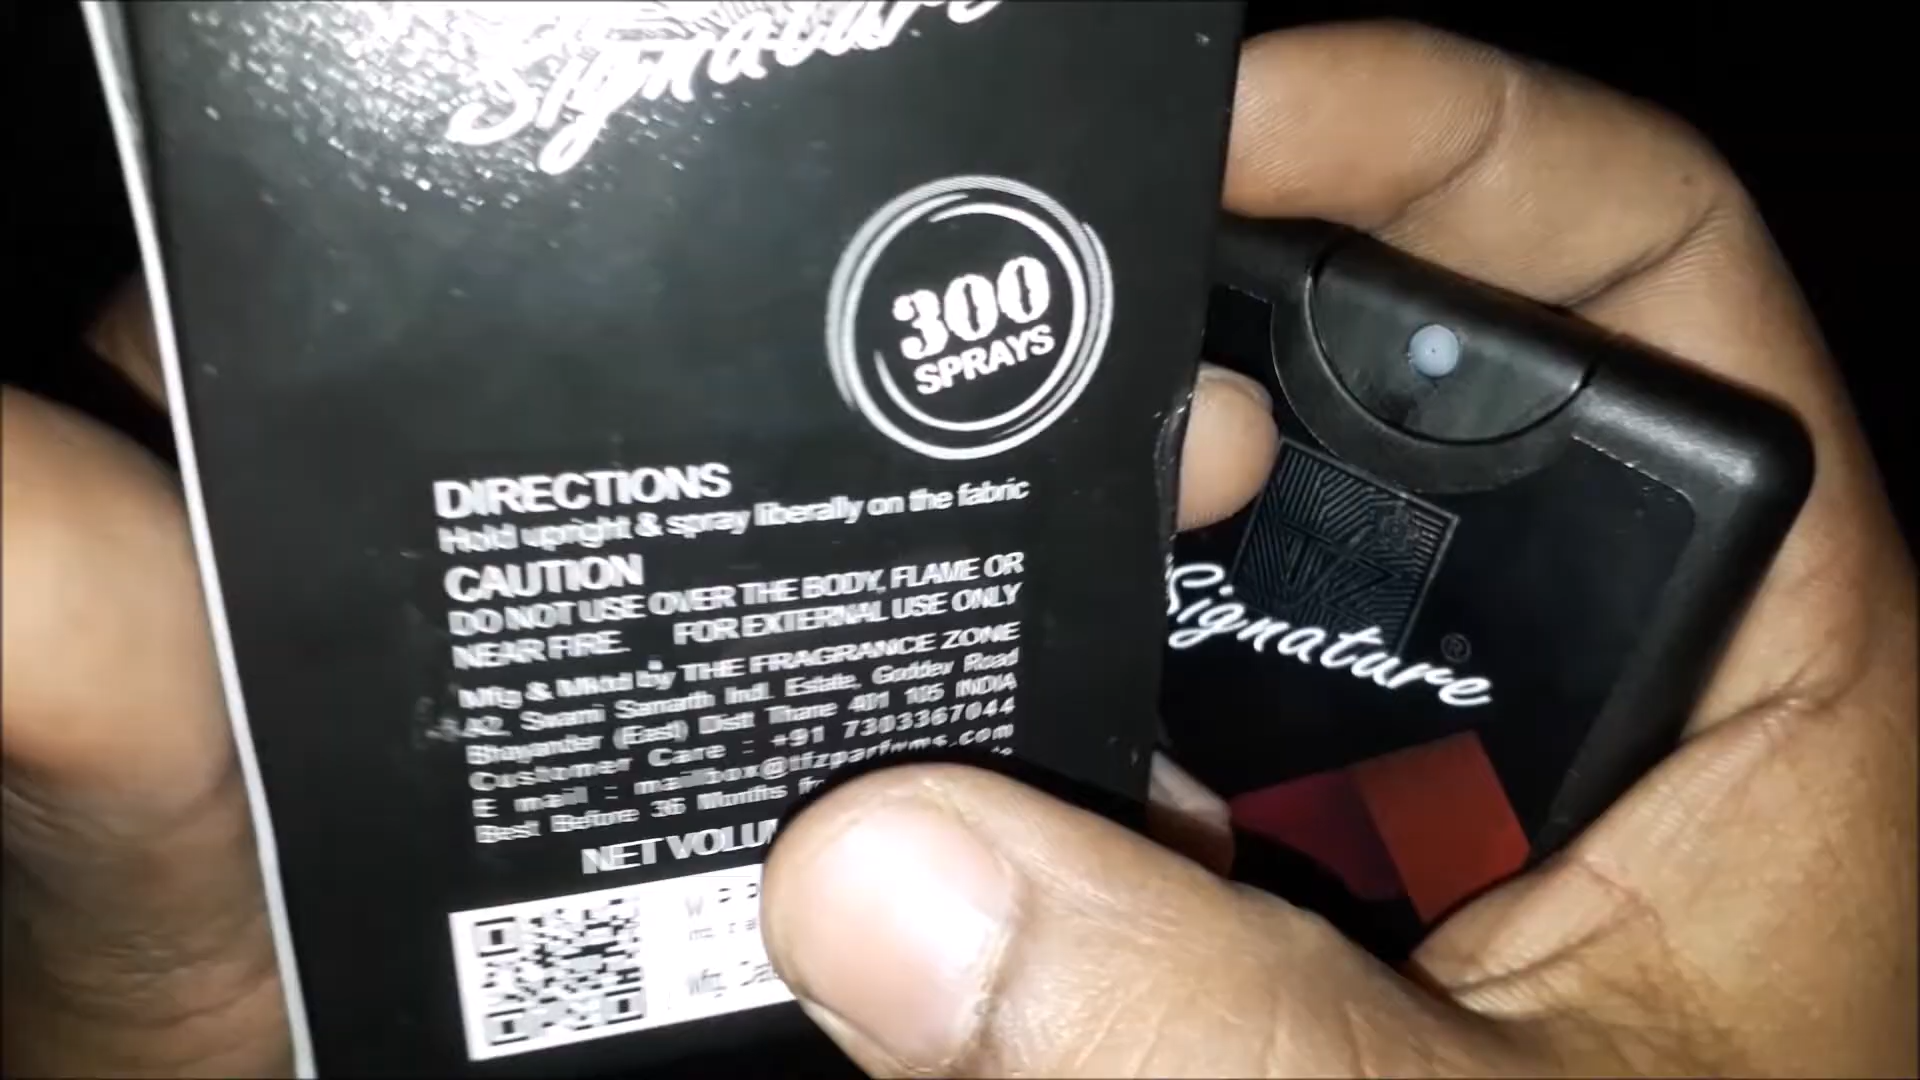 Signature
300
SPRAYS
DIRECTIONS
Hold upright & spray liberally on the fabric
CAUTION
DO NOT USE OVER THE BODY, FLAME OR
NEAR FIRE. FOR EXTERNAL USE ONLY
Mfg & Mktd by THE FRAGRANCE ZONE
A2, Swami Samarth Indl. Estate, Goddev Road
Bhayander (East) Distt Thane 401 105 INDIA
Customer Care : +91 7303367044
E mail : mailbox@tfzparfums.com
Best Before 36 Months
NET
Mfg.
Signature
®